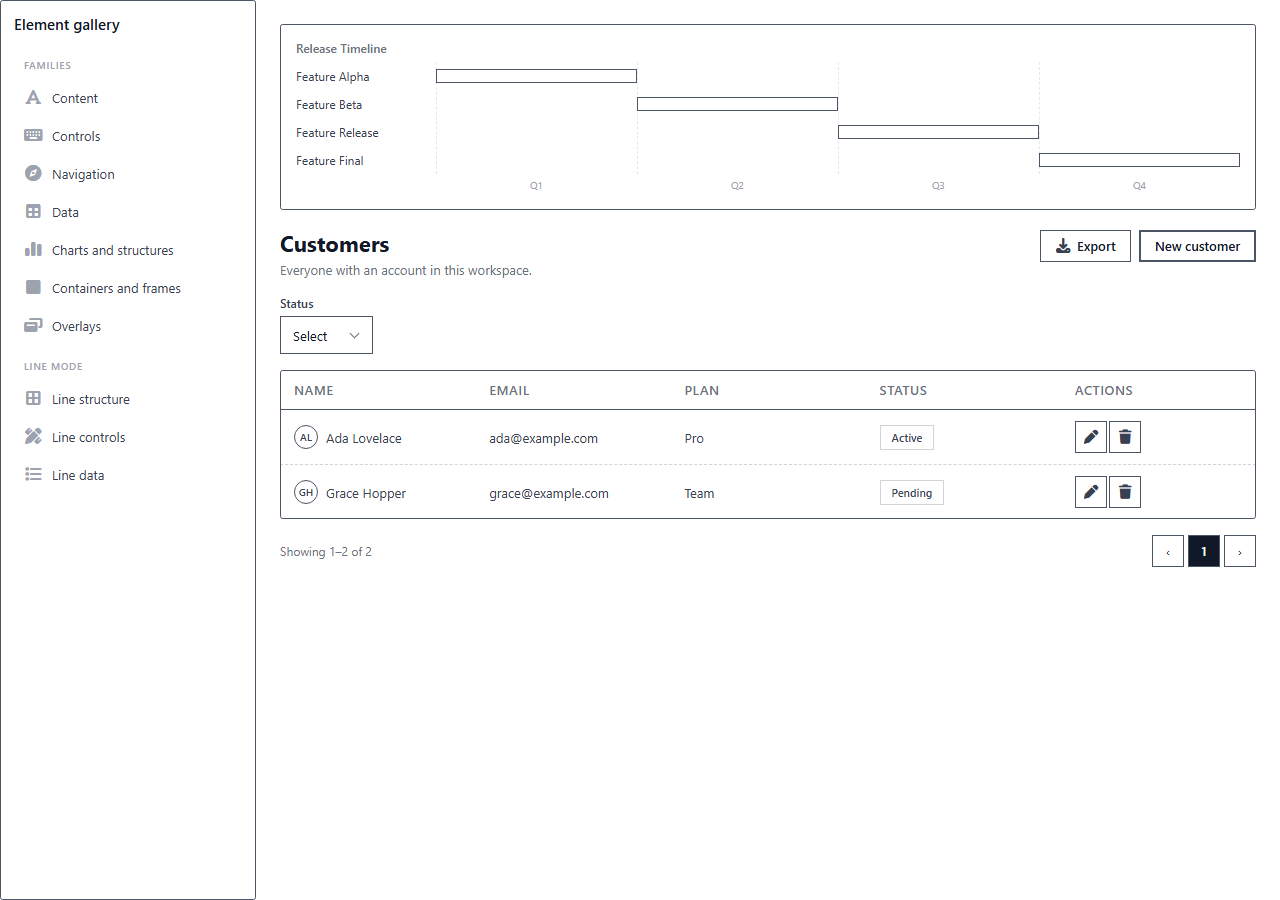 Element gallery
FAMILIES
Content
Controls
Navigation
Data
Charts and structures
Containers and frames
Overlays
LINE MODE
Line structure
Line controls
Line data
Release Timeline
Feature Alpha
Feature Beta
Feature Release
Feature Final
Q1 Q2 Q3 Q4
Customers
Everyone with an account in this workspace.
Export
New customer
Status
Select
NAME EMAIL PLAN STATUS ACTIONS
AL Ada Lovelace ada@example.com Pro Active
GH Grace Hopper grace@example.com Team Pending
Showing 1–2 of 2
‹ 1 ›